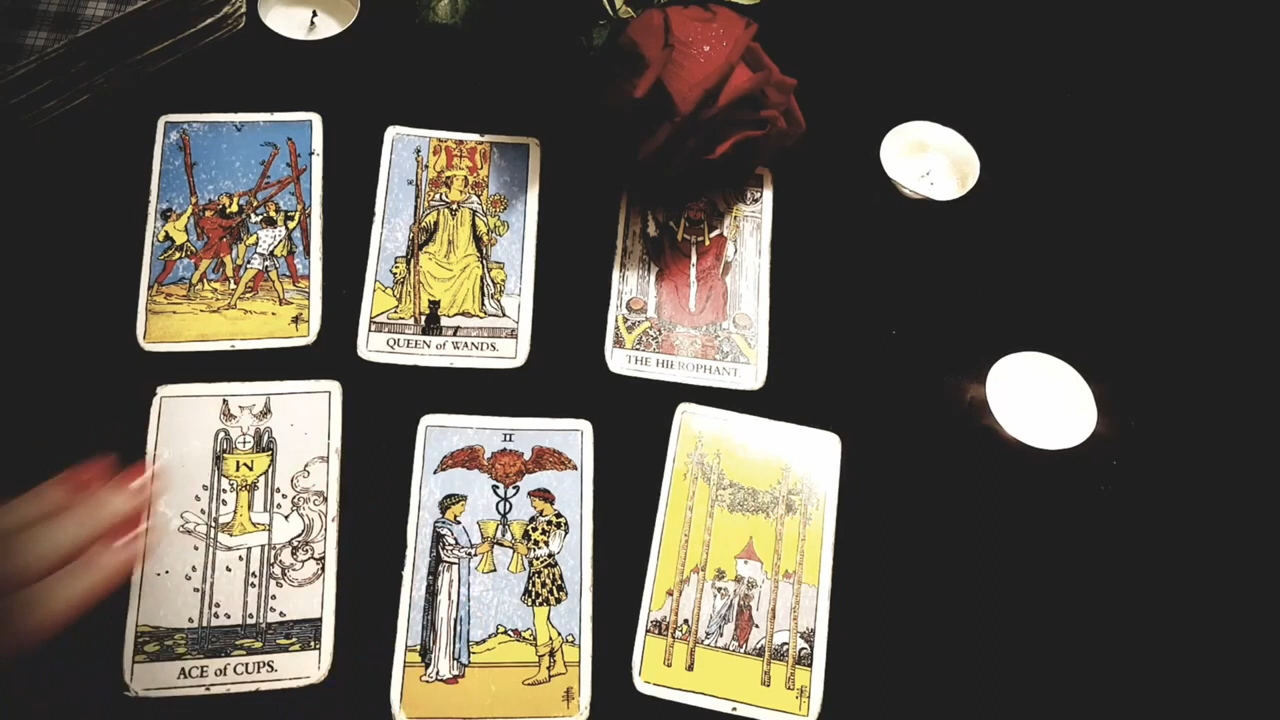 V
QUEEN of WANDS.
THE HIEROPHANT.
ACE of CUPS.
W
II